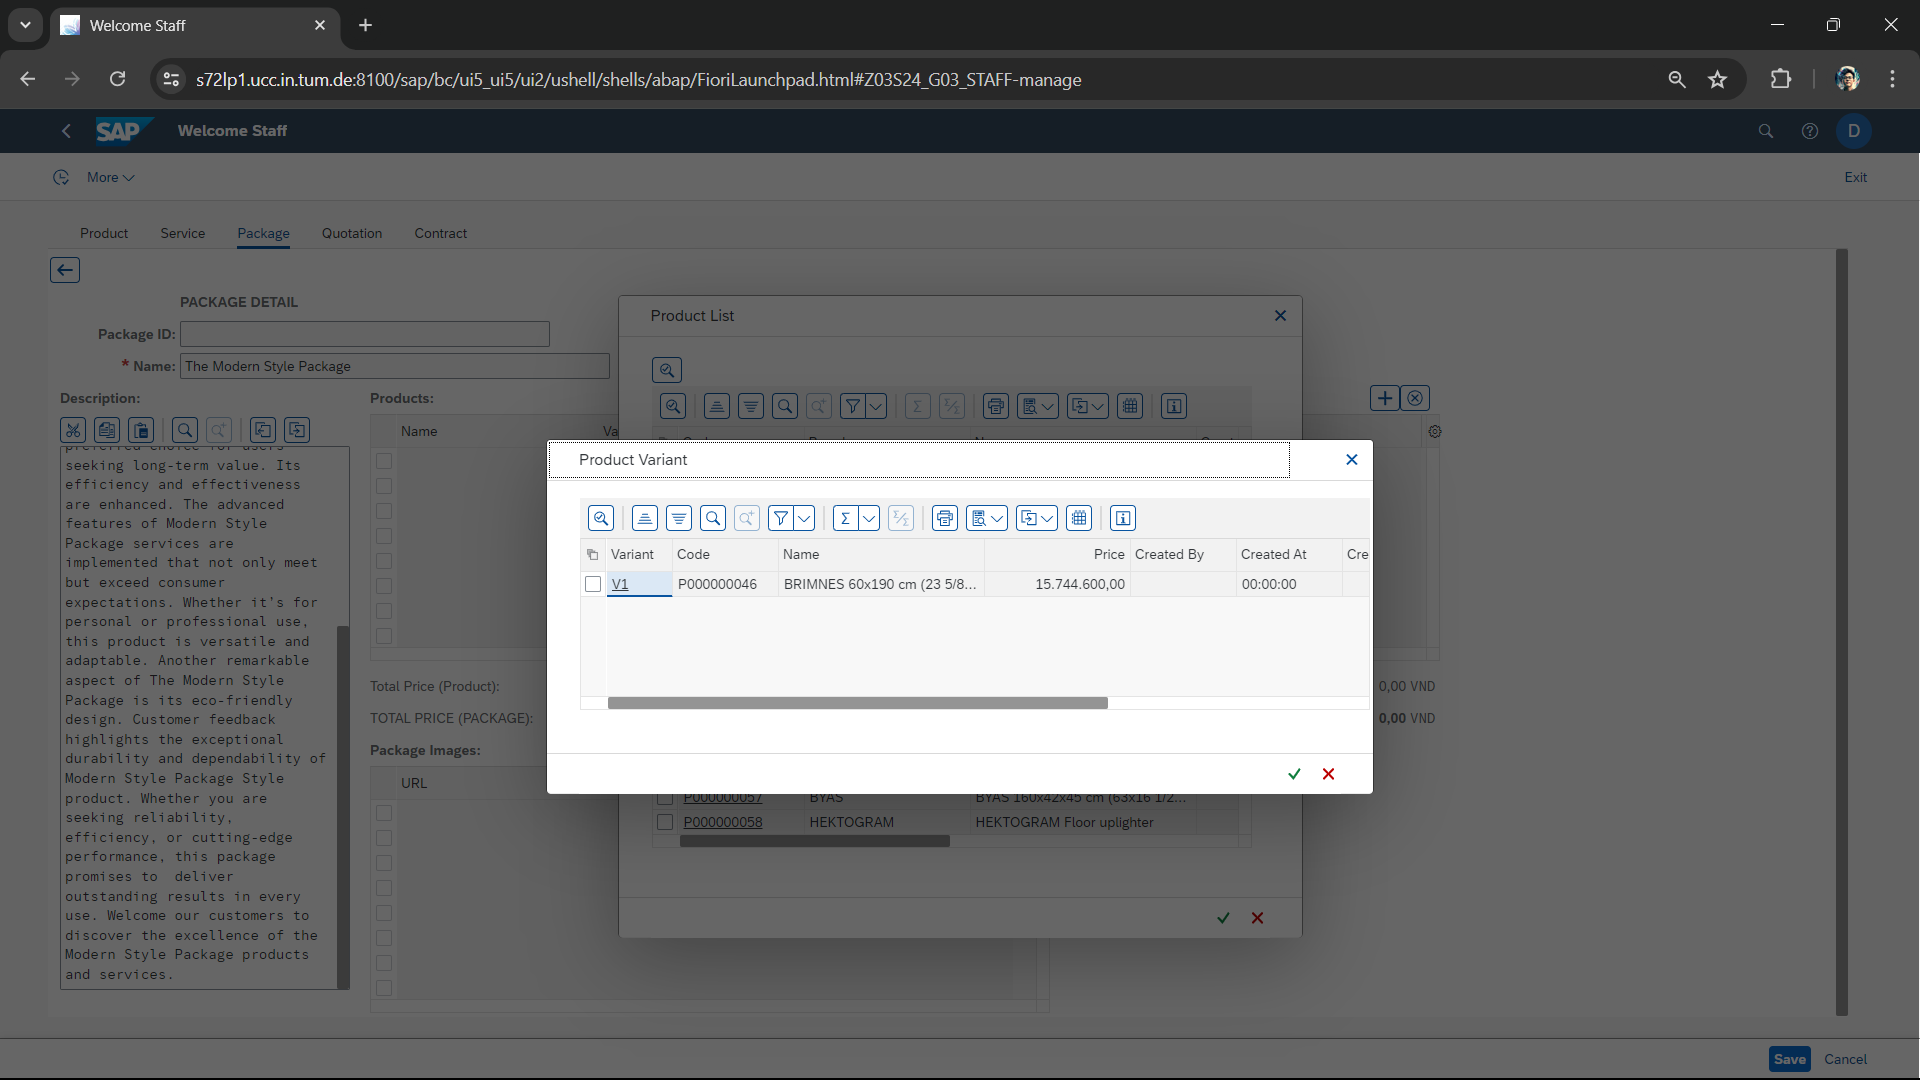 Welcome Staff
s72lp1.ucc.in.tum.de:8100/sap/bc/ui5_ui5/ui2/ushell/shells/abap/FioriLaunchpad.html#Z03S24_G03_STAFF-manage
SAP Welcome Staff D
More Exit
Product Service Package Quotation Contract
PACKAGE DETAIL
Package ID:
* Name: The Modern Style Package
Description:
seeking long-term value. Its
efficiency and effectiveness
are enhanced. The advanced
features of Modern Style
Package services are
implemented that not only meet
but exceed consumer
expectations. Whether it's for
personal or professional use,
this product is versatile and
adaptable. Another remarkable
aspect of The Modern Style
Package is its eco-friendly
design. Customer feedback
highlights the exceptional
durability and dependability of
Modern Style Package Style
product. Whether you are
seeking reliability,
efficiency, or cutting-edge
performance, this package
promises to  deliver
outstanding results in every
use. Welcome our customers to
discover the excellence of the
Modern Style Package products
and services.
Products:
Name Va
Total Price (Product): 0,00 VND
TOTAL PRICE (PACKAGE): 0,00 VND
Package Images:
URL
Product List
Product Variant
Variant Code Name Price Created By Created At Cre
V1 P000000046 BRIMNES 60x190 cm (23 5/8... 15.744.600,00 00:00:00
P000000057 BYÅS BYÅS 160x42x45 cm (63x16 1/2...
P000000058 HEKTOGRAM HEKTOGRAM Floor uplighter
Save Cancel